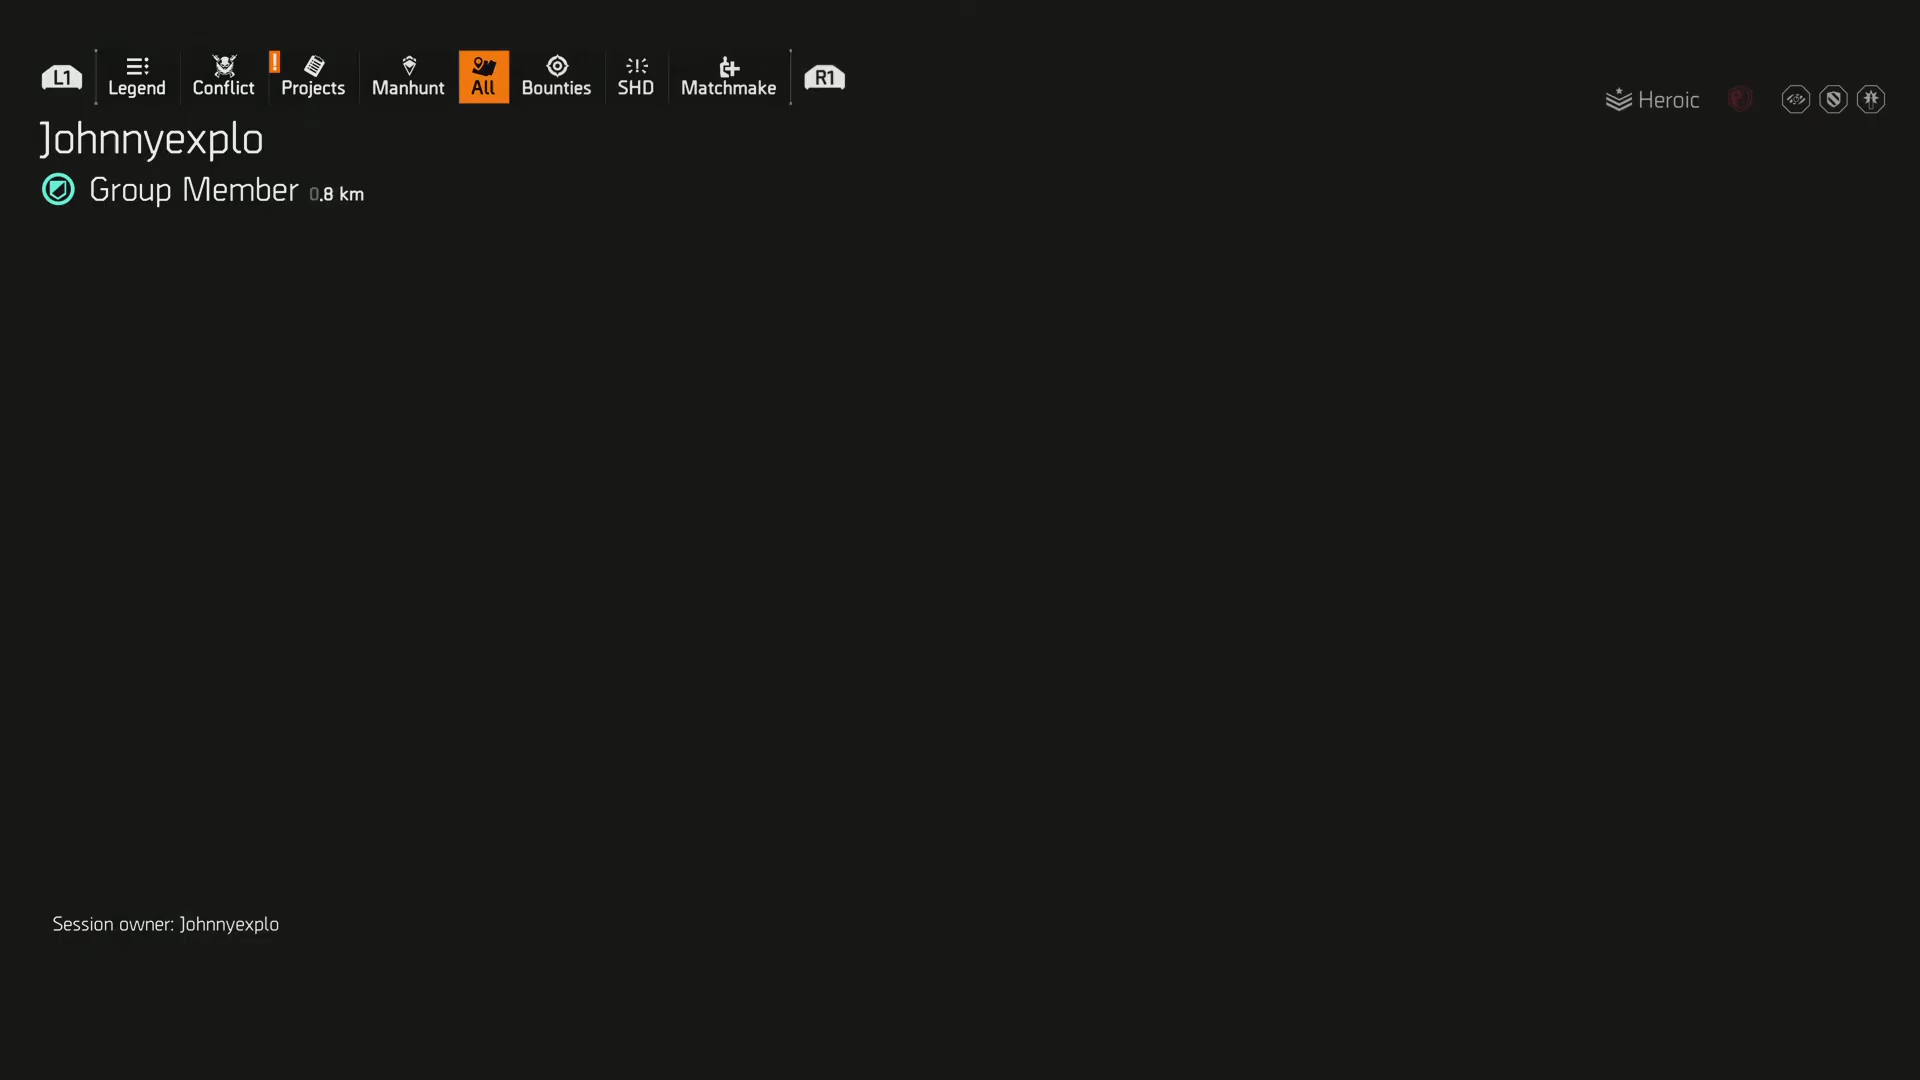 L1 Legend Conflict ! Projects Manhunt All Bounties SHD Matchmake R1
Heroic
Johnnyexplo
Group Member 0.8 km
Session owner: Johnnyexplo